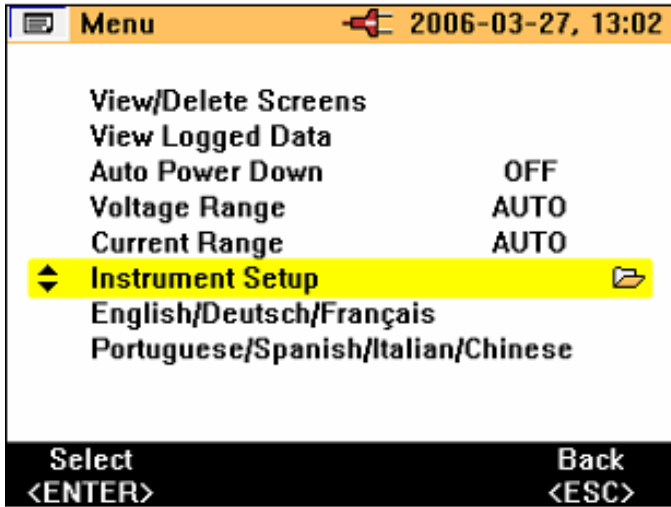 Menu 2006-03-27, 13:02
View/Delete Screens
View Logged Data
Auto Power Down OFF
Voltage Range AUTO
Current Range AUTO
Instrument Setup
English/Deutsch/Français
Portuguese/Spanish/Italian/Chinese
Select Back
<ENTER> <ESC>